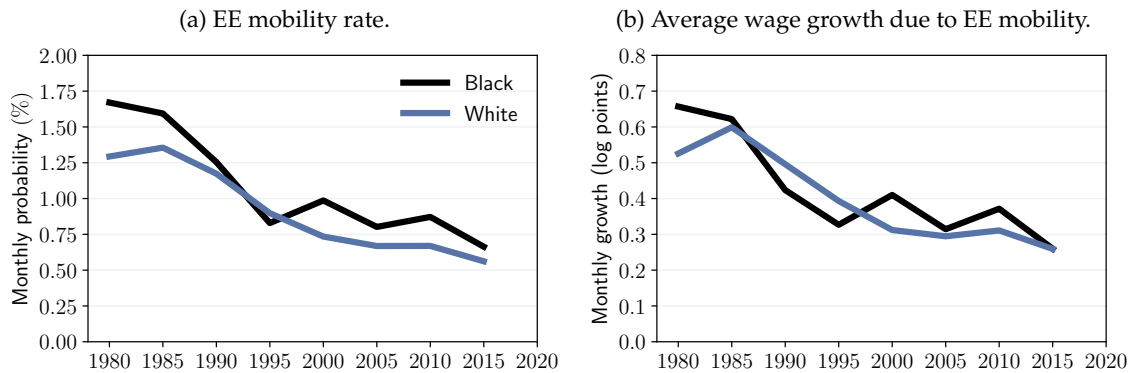 (a) EE mobility rate.
Monthly probability (%)
2.00
1.75
1.50
1.25
1.00
0.75
0.50
0.25
0.00
Black
White
1980 1985 1990 1995 2000 2005 2010 2015 2020
(b) Average wage growth due to EE mobility.
Monthly growth (log points)
0.8
0.7
0.6
0.5
0.4
0.3
0.2
0.1
0.0
1980 1985 1990 1995 2000 2005 2010 2015 2020